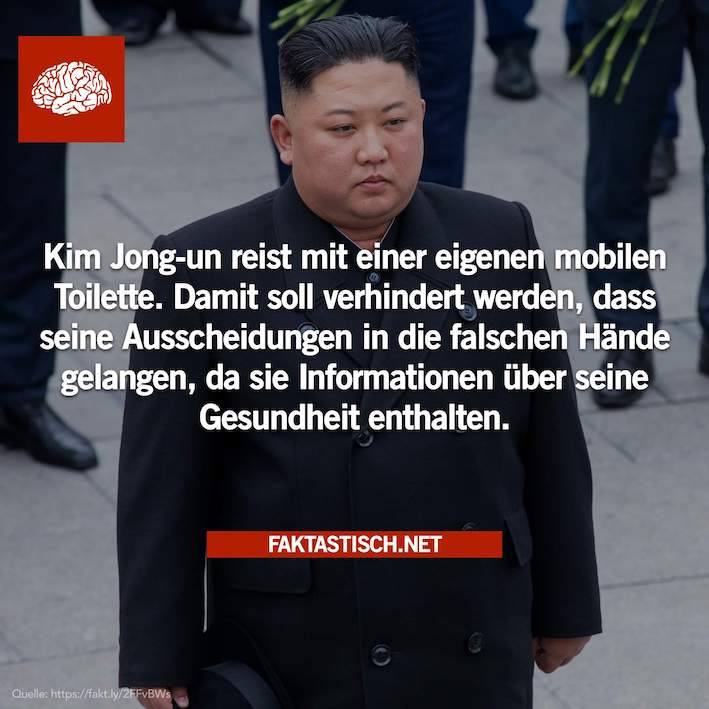 Kim Jong-un reist mit einer eigenen mobilen
Toilette. Damit soll verhindert werden, dass
seine Ausscheidungen in die falschen Hände
gelangen, da sie Informationen über seine
Gesundheit enthalten.
FAKTASTISCH.NET
Quelle: https://fakt.ly/2FFvBWs